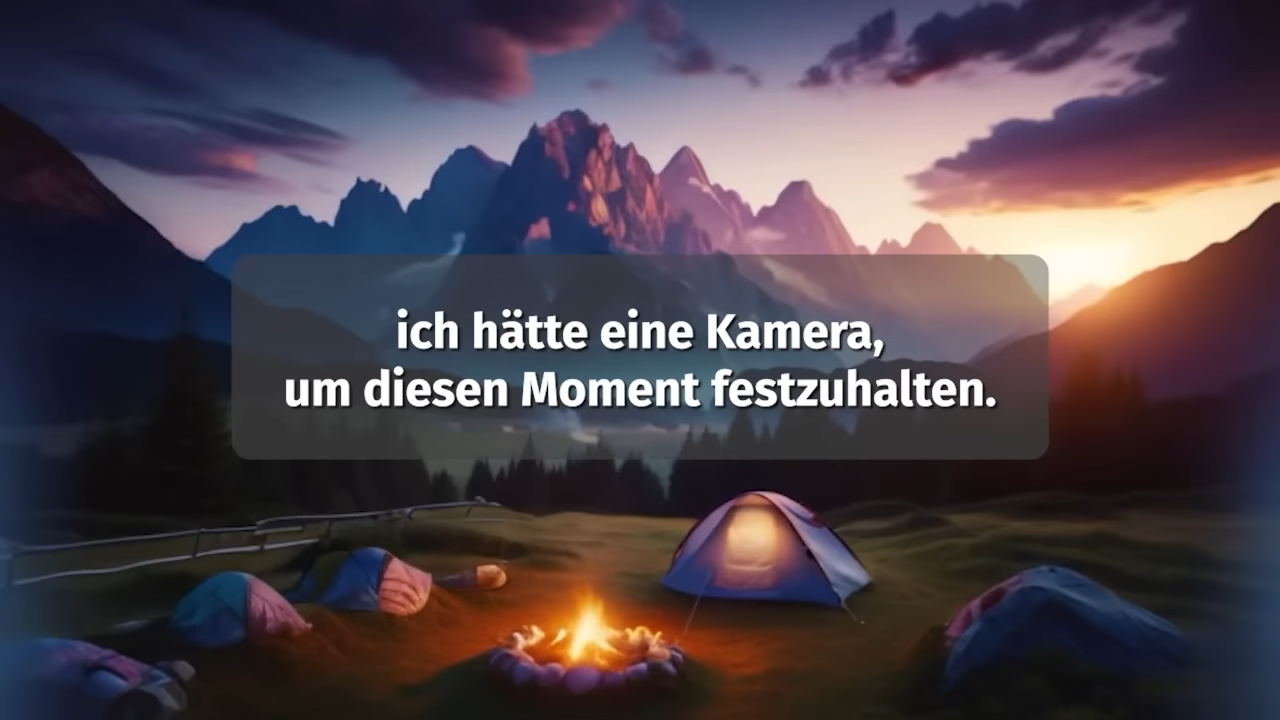 ich hätte eine Kamera,
um diesen Moment festzuhalten.